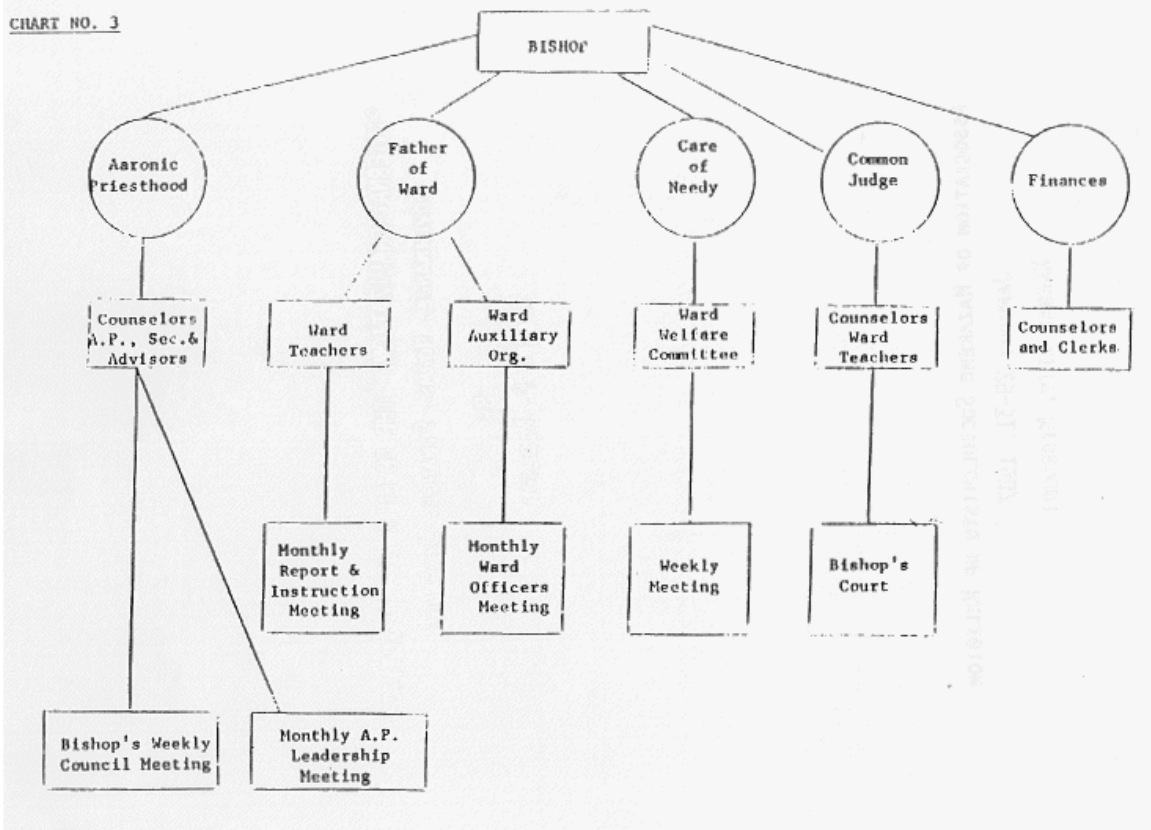 CHART NO. 3
BISHOP
Aaronic
Priesthood
Father
of
Ward
Care
of
Needy
Common
Judge
Finances
Counselors
A.P., Sec.&
Advisors
Ward
Teachers
Ward
Auxiliary
Org.
Ward
Welfare
Committee
Counselors
Ward
Teachers
Counselors
and Clerks
Monthly
Report &
Instruction
Meeting
Monthly
Ward
Officers
Meeting
Weekly
Meeting
Bishop's
Court
Bishop's Weekly
Council Meeting
Monthly A.P.
Leadership
Meeting